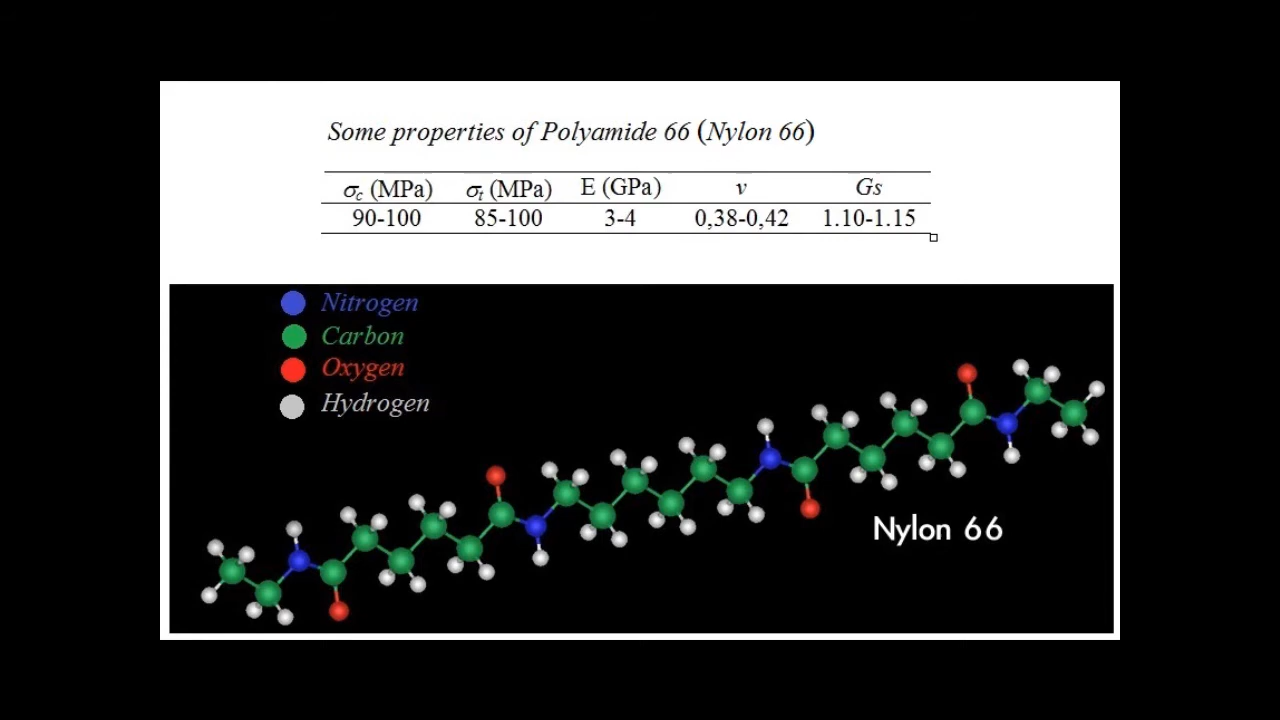 Some properties of Polyamide 66 (Nylon 66)
σc (MPa) σt (MPa) E (GPa) ν Gs
90-100 85-100 3-4 0,38-0,42 1.10-1.15
Nitrogen
Carbon
Oxygen
Hydrogen
Nylon 66